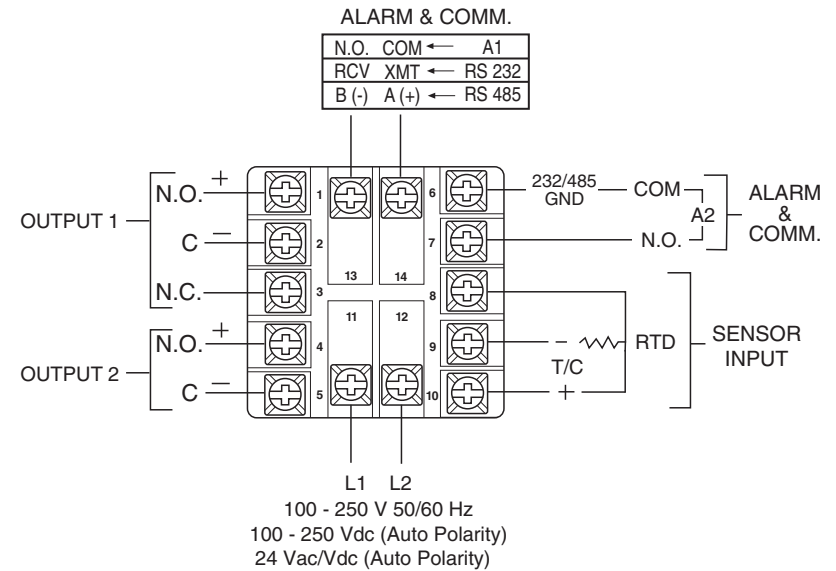 ALARM & COMM.
N.O. COM ← A1
RCV XMT ← RS 232
B (-) A (+) ← RS 485
OUTPUT 1
N.O. +
C −
N.C.
OUTPUT 2
N.O. +
C −
1
2
3
4
5
13
14
11
12
6
7
8
9
10
232/485
GND
COM
A2
N.O.
ALARM
&
COMM.
−
T/C
+
RTD
SENSOR
INPUT
L1 L2
100 - 250 V 50/60 Hz
100 - 250 Vdc (Auto Polarity)
24 Vac/Vdc (Auto Polarity)